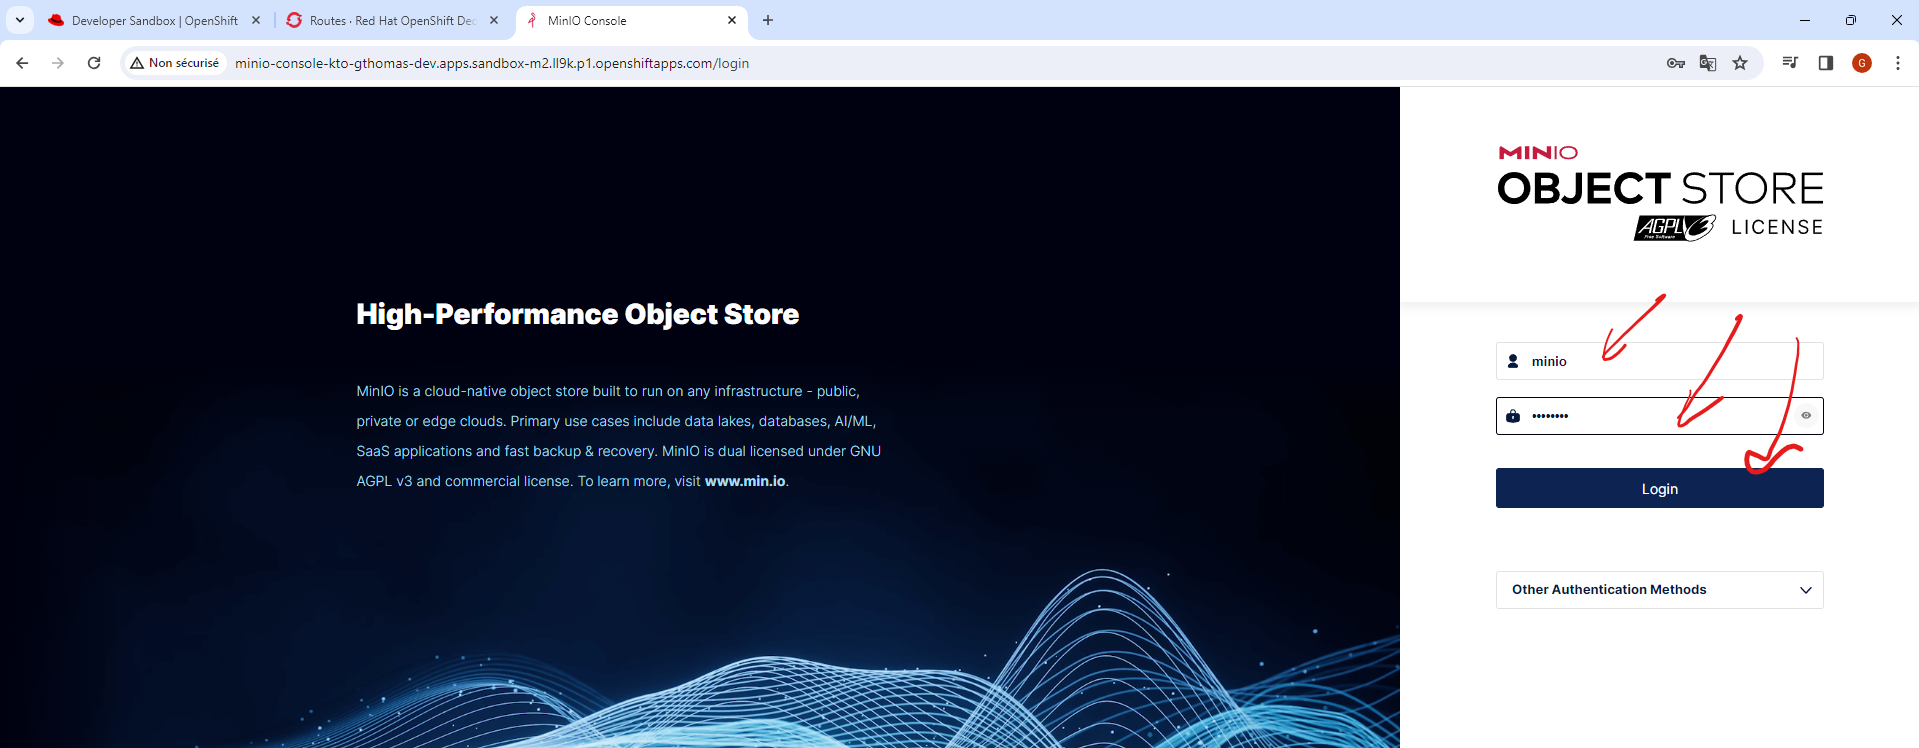 Developer Sandbox | OpenShift
Routes · Red Hat OpenShift Dec
MinIO Console
Non sécurisé
minio-console-kto-gthomas-dev.apps.sandbox-m2.ll9k.p1.openshiftapps.com/login
G
MINIO
OBJECT STORE
AGPL v3 LICENSE
Free Software
High-Performance Object Store
MinIO is a cloud-native object store built to run on any infrastructure - public,
private or edge clouds. Primary use cases include data lakes, databases, AI/ML,
SaaS applications and fast backup & recovery. MinIO is dual licensed under GNU
AGPL v3 and commercial license. To learn more, visit www.min.io.
minio
••••••••
Login
Other Authentication Methods